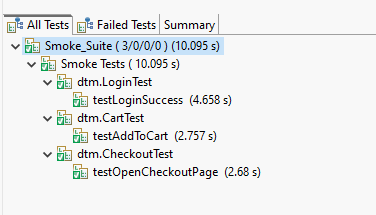 All Tests Failed Tests Summary
Smoke_Suite ( 3/0/0/0 ) (10.095 s)
Smoke Tests ( 10.095 s)
dtm.LoginTest
testLoginSuccess (4.658 s)
dtm.CartTest
testAddToCart (2.757 s)
dtm.CheckoutTest
testOpenCheckoutPage (2.68 s)